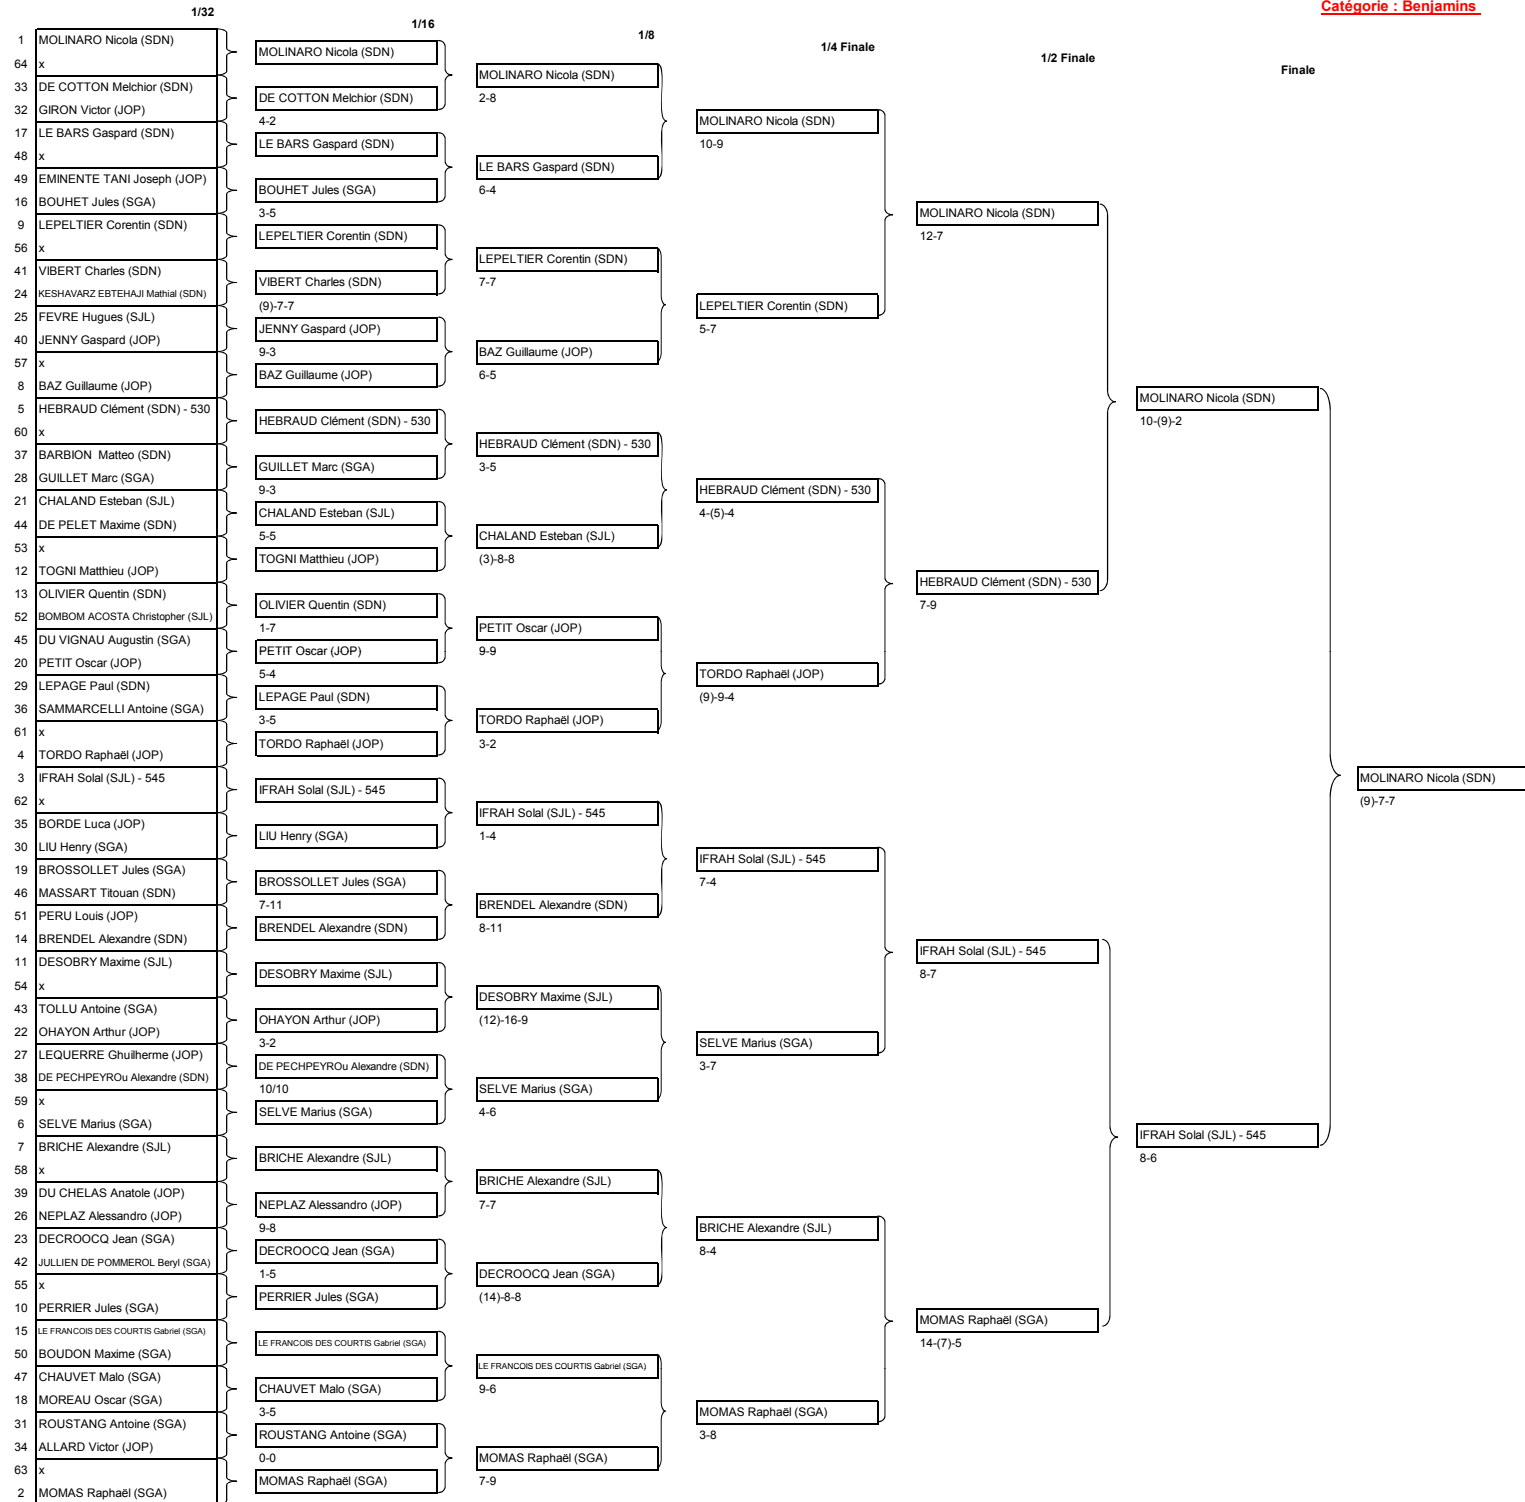 Catégorie : Benjamins
1/32
1/16
1/8
1/4 Finale
1/2 Finale
Finale
1 MOLINARO Nicola (SDN)
64 x
33 DE COTTON Melchior (SDN)
32 GIRON Victor (JOP)
17 LE BARS Gaspard (SDN)
48 x
49 EMINENTE TANI Joseph (JOP)
16 BOUHET Jules (SGA)
9 LEPELTIER Corentin (SDN)
56 x
41 VIBERT Charles (SDN)
24 KESHAVARZ EBTEHAJI Mathial (SDN)
25 FEVRE Hugues (SJL)
40 JENNY Gaspard (JOP)
57 x
8 BAZ Guillaume (JOP)
5 HEBRAUD Clément (SDN) - 530
60 x
37 BARBION  Matteo (SDN)
28 GUILLET Marc (SGA)
21 CHALAND Esteban (SJL)
44 DE PELET Maxime (SDN)
53 x
12 TOGNI Matthieu (JOP)
13 OLIVIER Quentin (SDN)
52 BOMBOM ACOSTA Christopher (SJL)
45 DU VIGNAU Augustin (SGA)
20 PETIT Oscar (JOP)
29 LEPAGE Paul (SDN)
36 SAMMARCELLI Antoine (SGA)
61 x
4 TORDO Raphaël (JOP)
3 IFRAH Solal (SJL) - 545
62 x
35 BORDE Luca (JOP)
30 LIU Henry (SGA)
19 BROSSOLLET Jules (SGA)
46 MASSART Titouan (SDN)
51 PERU Louis (JOP)
14 BRENDEL Alexandre (SDN)
11 DESOBRY Maxime (SJL)
54 x
43 TOLLU Antoine (SGA)
22 OHAYON Arthur (JOP)
27 LEQUERRE Ghuilherme (JOP)
38 DE PECHPEYROu Alexandre (SDN)
59 x
6 SELVE Marius (SGA)
7 BRICHE Alexandre (SJL)
58 x
39 DU CHELAS Anatole (JOP)
26 NEPLAZ Alessandro (JOP)
23 DECROOCQ Jean (SGA)
42 JULLIEN DE POMMEROL Beryl (SGA)
55 x
10 PERRIER Jules (SGA)
15 LE FRANCOIS DES COURTIS Gabriel (SGA)
50 BOUDON Maxime (SGA)
47 CHAUVET Malo (SGA)
18 MOREAU Oscar (SGA)
31 ROUSTANG Antoine (SGA)
34 ALLARD Victor (JOP)
63 x
2 MOMAS Raphaël (SGA)
MOLINARO Nicola (SDN)
DE COTTON Melchior (SDN)
4-2
LE BARS Gaspard (SDN)
BOUHET Jules (SGA)
3-5
LEPELTIER Corentin (SDN)
VIBERT Charles (SDN)
(9)-7-7
JENNY Gaspard (JOP)
9-3
BAZ Guillaume (JOP)
HEBRAUD Clément (SDN) - 530
GUILLET Marc (SGA)
9-3
CHALAND Esteban (SJL)
5-5
TOGNI Matthieu (JOP)
OLIVIER Quentin (SDN)
1-7
PETIT Oscar (JOP)
5-4
LEPAGE Paul (SDN)
3-5
TORDO Raphaël (JOP)
IFRAH Solal (SJL) - 545
LIU Henry (SGA)
BROSSOLLET Jules (SGA)
7-11
BRENDEL Alexandre (SDN)
DESOBRY Maxime (SJL)
OHAYON Arthur (JOP)
3-2
DE PECHPEYROu Alexandre (SDN)
10/10
SELVE Marius (SGA)
BRICHE Alexandre (SJL)
NEPLAZ Alessandro (JOP)
9-8
DECROOCQ Jean (SGA)
1-5
PERRIER Jules (SGA)
LE FRANCOIS DES COURTIS Gabriel (SGA)
CHAUVET Malo (SGA)
3-5
ROUSTANG Antoine (SGA)
0-0
MOMAS Raphaël (SGA)
MOLINARO Nicola (SDN)
2-8
LE BARS Gaspard (SDN)
6-4
LEPELTIER Corentin (SDN)
7-7
BAZ Guillaume (JOP)
6-5
HEBRAUD Clément (SDN) - 530
3-5
CHALAND Esteban (SJL)
(3)-8-8
PETIT Oscar (JOP)
9-9
TORDO Raphaël (JOP)
3-2
IFRAH Solal (SJL) - 545
1-4
BRENDEL Alexandre (SDN)
8-11
DESOBRY Maxime (SJL)
(12)-16-9
SELVE Marius (SGA)
4-6
BRICHE Alexandre (SJL)
7-7
DECROOCQ Jean (SGA)
(14)-8-8
LE FRANCOIS DES COURTIS Gabriel (SGA)
9-6
MOMAS Raphaël (SGA)
7-9
MOLINARO Nicola (SDN)
10-9
LEPELTIER Corentin (SDN)
5-7
HEBRAUD Clément (SDN) - 530
4-(5)-4
TORDO Raphaël (JOP)
(9)-9-4
IFRAH Solal (SJL) - 545
7-4
SELVE Marius (SGA)
3-7
BRICHE Alexandre (SJL)
8-4
MOMAS Raphaël (SGA)
3-8
MOLINARO Nicola (SDN)
12-7
HEBRAUD Clément (SDN) - 530
7-9
IFRAH Solal (SJL) - 545
8-7
MOMAS Raphaël (SGA)
14-(7)-5
MOLINARO Nicola (SDN)
10-(9)-2
IFRAH Solal (SJL) - 545
8-6
MOLINARO Nicola (SDN)
(9)-7-7